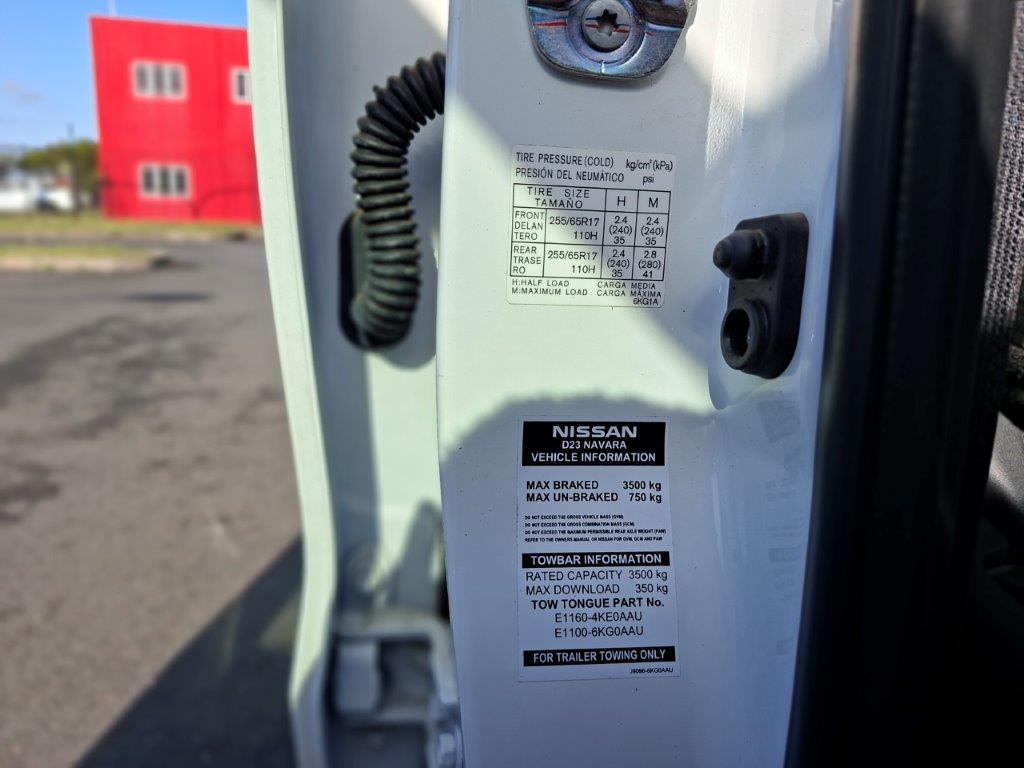 TIRE PRESSURE(COLD) kg/cm²(kPa)
PRESIÓN DEL NEUMÁTICO psi
TIRE SIZE H M
TAMAÑO
FRONT 255/65R17 2.4 2.4
DELAN (240) (240)
TERO 110H 35 35
REAR 255/65R17 2.4 2.8
TRASE (240) (280)
RO 110H 35 41
H:HALF LOAD CARGA MEDIA
M:MAXIMUM LOAD CARGA MÁXIMA
6KG1A
NISSAN
D23 NAVARA
VEHICLE INFORMATION
MAX BRAKED 3500 kg
MAX UN-BRAKED 750 kg
DO NOT EXCEED THE GROSS VEHICLE MASS (GVM)
DO NOT EXCEED THE GROSS COMBINATION MASS (GCM)
DO NOT EXCEED THE MAXIMUM PERMISSIBLE REAR AXLE WEIGHT (PAW)
REFER TO THE OWNERS MANUAL OR NISSAN FOR GVM, GCM AND PAW
TOWBAR INFORMATION
RATED CAPACITY 3500 kg
MAX DOWNLOAD 350 kg
TOW TONGUE PART No.
E1160-4KE0AAU
E1100-6KG0AAU
FOR TRAILER TOWING ONLY
J9096-6KG0AAU